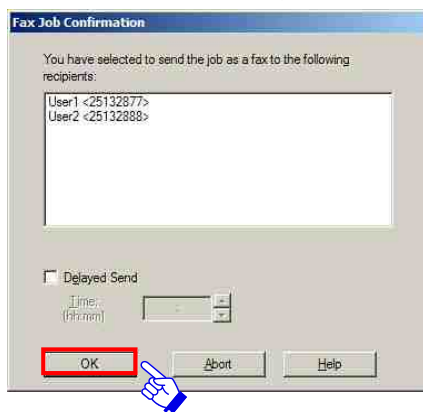 Fax Job Confirmation
You have selected to send the job as a fax to the following
recipients:
User1 <25132877>
User2 <25132888>
Delayed Send
Time:
(hh:mm)
:
OK Abort Help